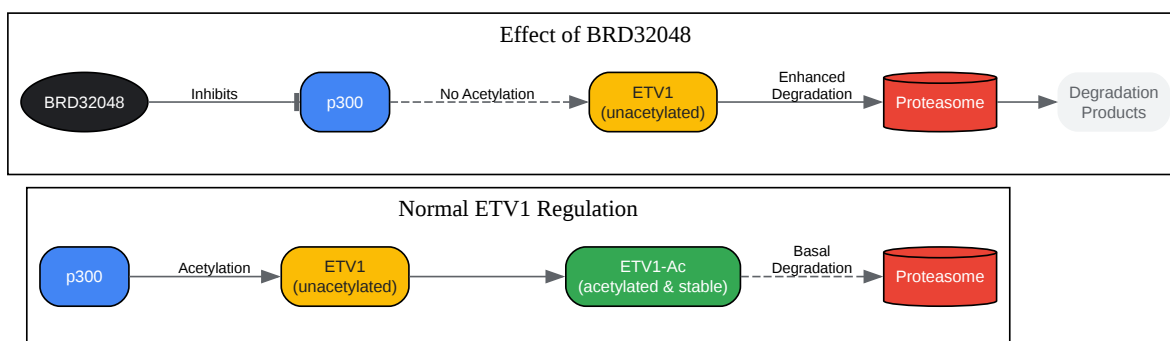 Effect of BRD32048
BRD32048
Inhibits
p300
No Acetylation
ETV1
(unacetylated)
Enhanced
Degradation
Proteasome
Degradation
Products
Normal ETV1 Regulation
p300
Acetylation
ETV1
(unacetylated)
ETV1-Ac
(acetylated & stable)
Basal
Degradation
Proteasome